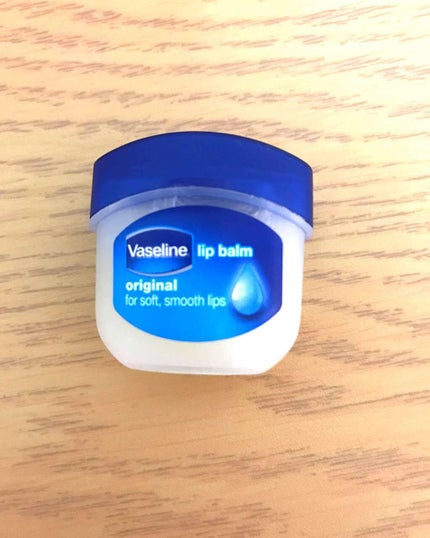 Vaseline lip balm
original
for soft, smooth lips